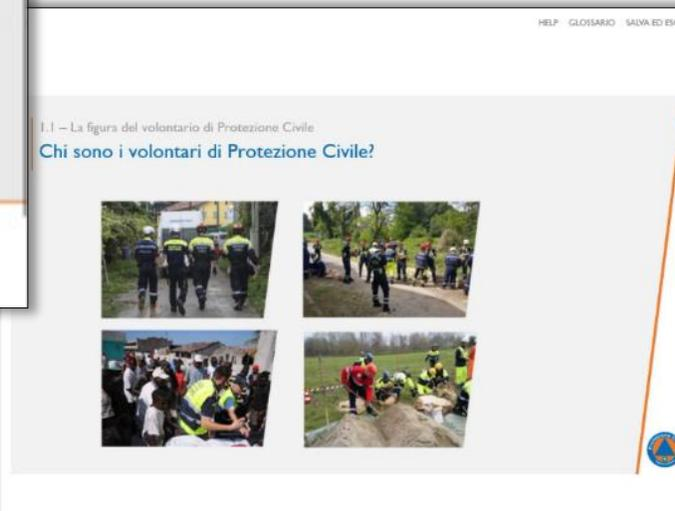 HELP GLOSSARIO SALVA ED
1.1 – La figura del volontario di Protezione Civile
Chi sono i volontari di Protezione Civile?